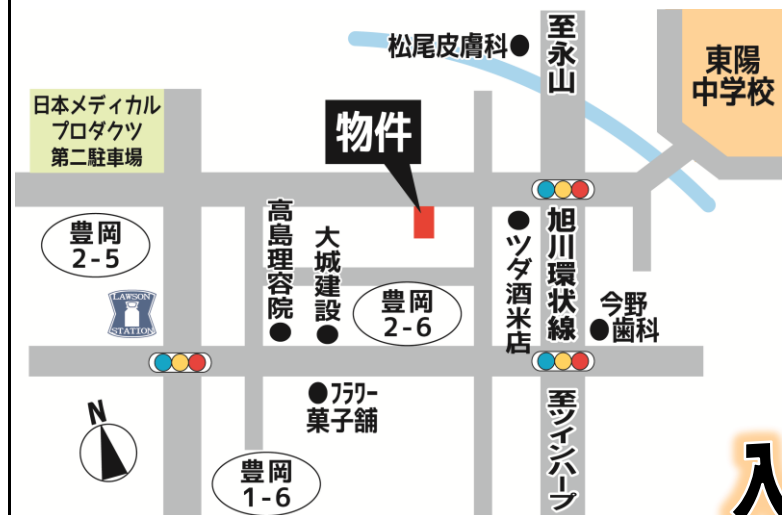 松尾皮膚科
至永山
東陽
中学校
日本メディカル
プロダクツ
第二駐車場
物件
豊岡
2-5
高島理容院
大城建設
豊岡
2-6
ツダ酒米店
旭川環状線
今野
歯科
LAWSON
STATION
フラワー
菓子舗
至ツインハープ
N
豊岡
1-6
入